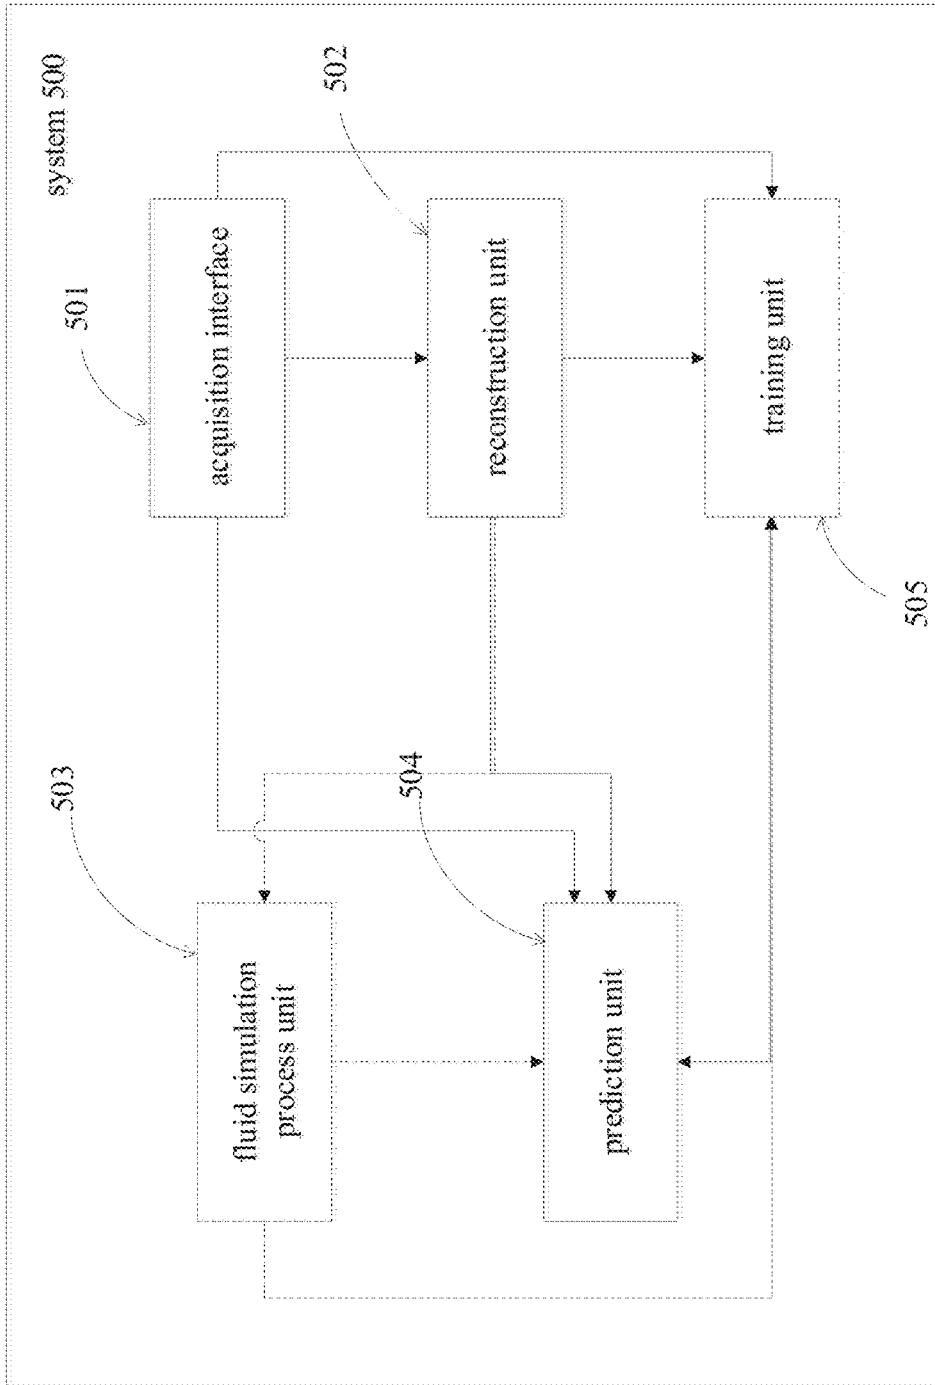 system 500
501
acquisition interface
502
reconstruction unit
503
fluid simulation
process unit
504
prediction unit
505
training unit